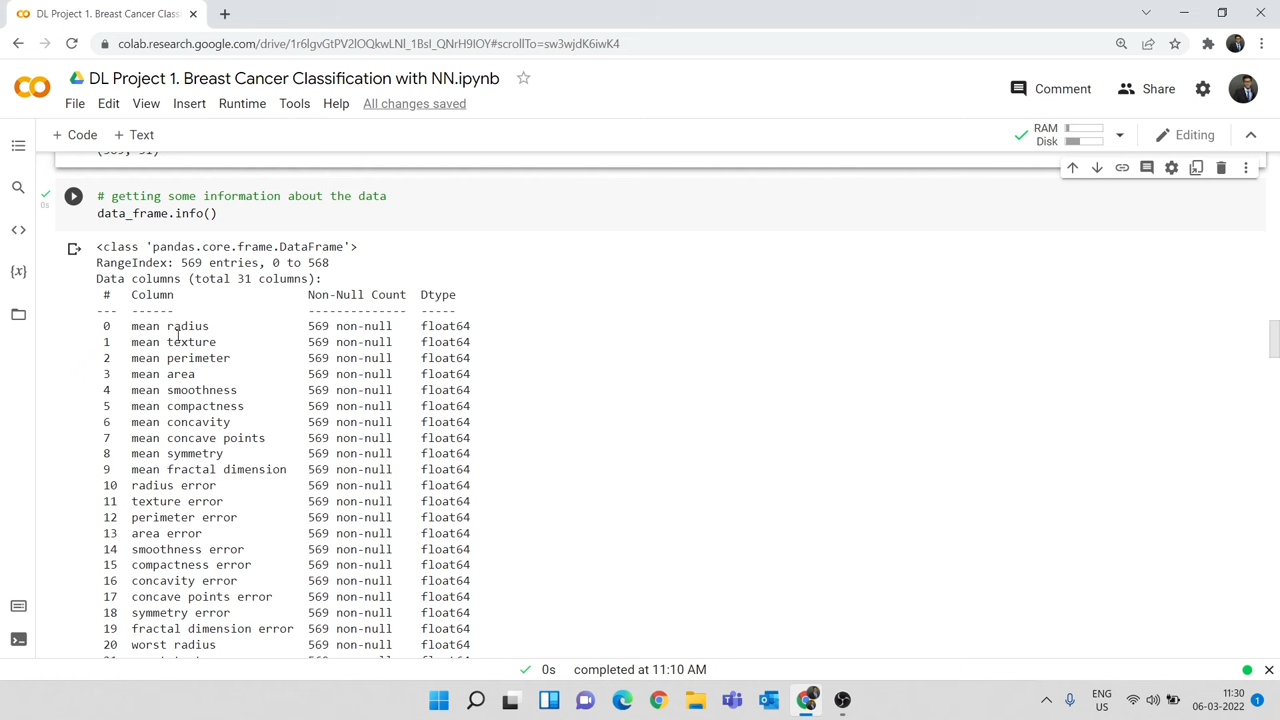 DL Project 1. Breast Cancer Class
colab.research.google.com/drive/1r6lgvGtPV2lOQkwLNl_1BsI_QNrH9IOY#scrollTo=sw3wjdK6iwK4
DL Project 1. Breast Cancer Classification with NN.ipynb
Comment
Share
File Edit View Insert Runtime Tools Help All changes saved
+ Code + Text
RAM
Disk
Editing
(569, 31)
0s
# getting some information about the data
data_frame.info()
<class 'pandas.core.frame.DataFrame'>
RangeIndex: 569 entries, 0 to 568
Data columns (total 31 columns):
# Column Non-Null Count Dtype
--- ------ -------------- -----
0 mean radius 569 non-null float64
1 mean texture 569 non-null float64
2 mean perimeter 569 non-null float64
3 mean area 569 non-null float64
4 mean smoothness 569 non-null float64
5 mean compactness 569 non-null float64
6 mean concavity 569 non-null float64
7 mean concave points 569 non-null float64
8 mean symmetry 569 non-null float64
9 mean fractal dimension 569 non-null float64
10 radius error 569 non-null float64
11 texture error 569 non-null float64
12 perimeter error 569 non-null float64
13 area error 569 non-null float64
14 smoothness error 569 non-null float64
15 compactness error 569 non-null float64
16 concavity error 569 non-null float64
17 concave points error 569 non-null float64
18 symmetry error 569 non-null float64
19 fractal dimension error 569 non-null float64
20 worst radius 569 non-null float64
0s completed at 11:10 AM
ENG
US
11:30
06-03-2022
1